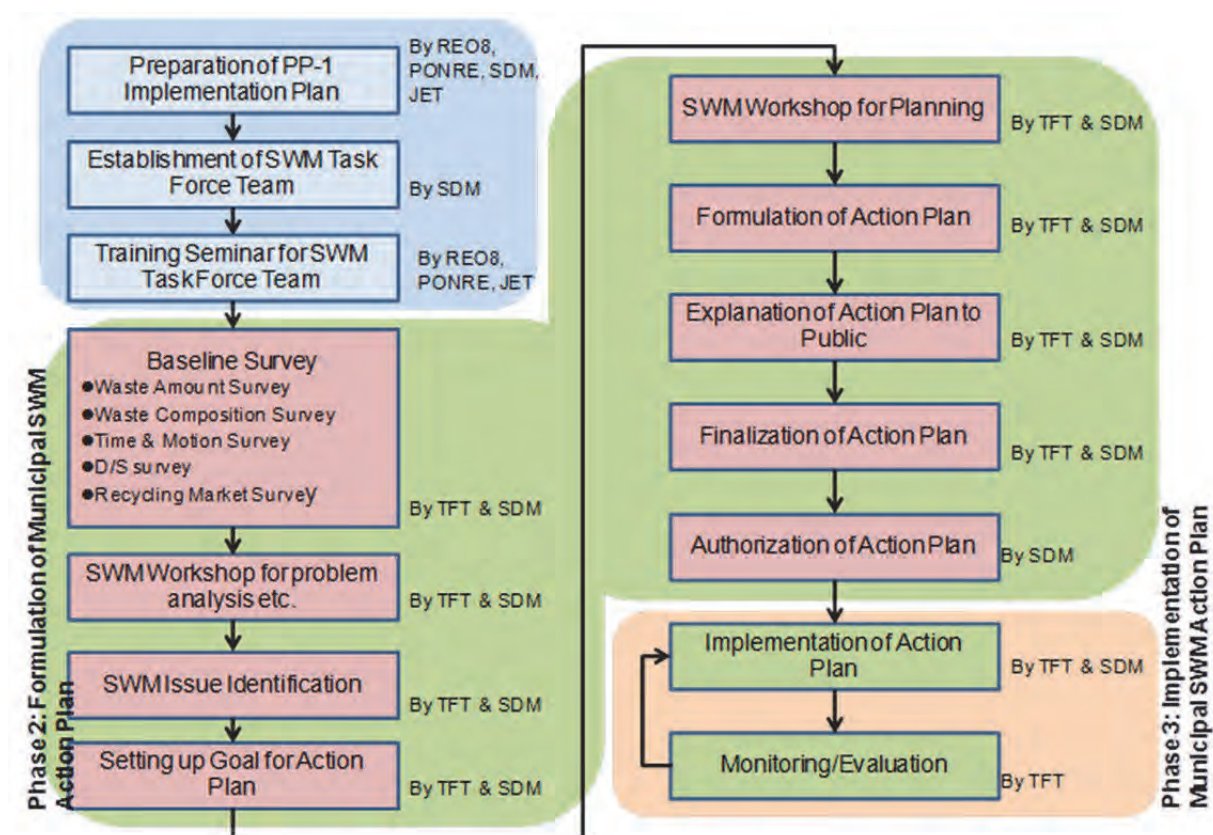 Preparation of PP-1
Implementation Plan
By REO8,
PONRE, SDM,
JET
Establishment of SWM Task
Force Team
By SDM
Training Seminar for SWM
Task Force Team
By REO8,
PONRE, JET
Phase 2: Formulation of Municipal SWM
Action Plan
Baseline Survey
●Waste Amount Survey
●Waste Composition Survey
●Time & Motion Survey
●D/S survey
●Recycling Market Survey
By TFT & SDM
SWM Workshop for problem
analysis etc.
By TFT & SDM
SWM Issue Identification
By TFT & SDM
Setting up Goal for Action
Plan
By TFT & SDM
SWM Workshop for Planning
By TFT & SDM
Formulation of Action Plan
By TFT & SDM
Explanation of Action Plan to
Public
By TFT & SDM
Finalization of Action Plan
By TFT & SDM
Authorization of Action Plan
By SDM
Phase 3: Implementation of
Municipal SWM Action Plan
Implementation of Action
Plan
By TFT & SDM
Monitoring/Evaluation
By TFT